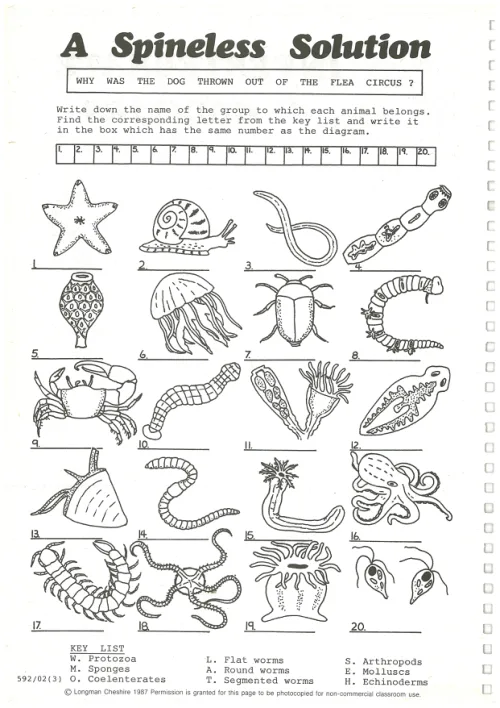 A Spineless Solution
WHY WAS THE DOG THROWN OUT OF THE FLEA CIRCUS ?
Write down the name of the group to which each animal belongs.
Find the corresponding letter from the key list and write it
in the box which has the same number as the diagram.
1. 2. 3. 4. 5. 6. 7. 8. 9. 10. 11. 12. 13. 14. 15. 16. 17. 18. 19. 20.
1. 2. 3. 4.
5. 6. 7. 8.
9. 10. 11. 12.
13. 14. 15. 16.
17. 18. 19. 20.
KEY LIST
W. Protozoa L. Flat worms S. Arthropods
M. Sponges A. Round worms E. Molluscs
592/02(3) O. Coelenterates T. Segmented worms H. Echinoderms
© Longman Cheshire 1987 Permission is granted for this page to be photocopied for non-commercial classroom use.